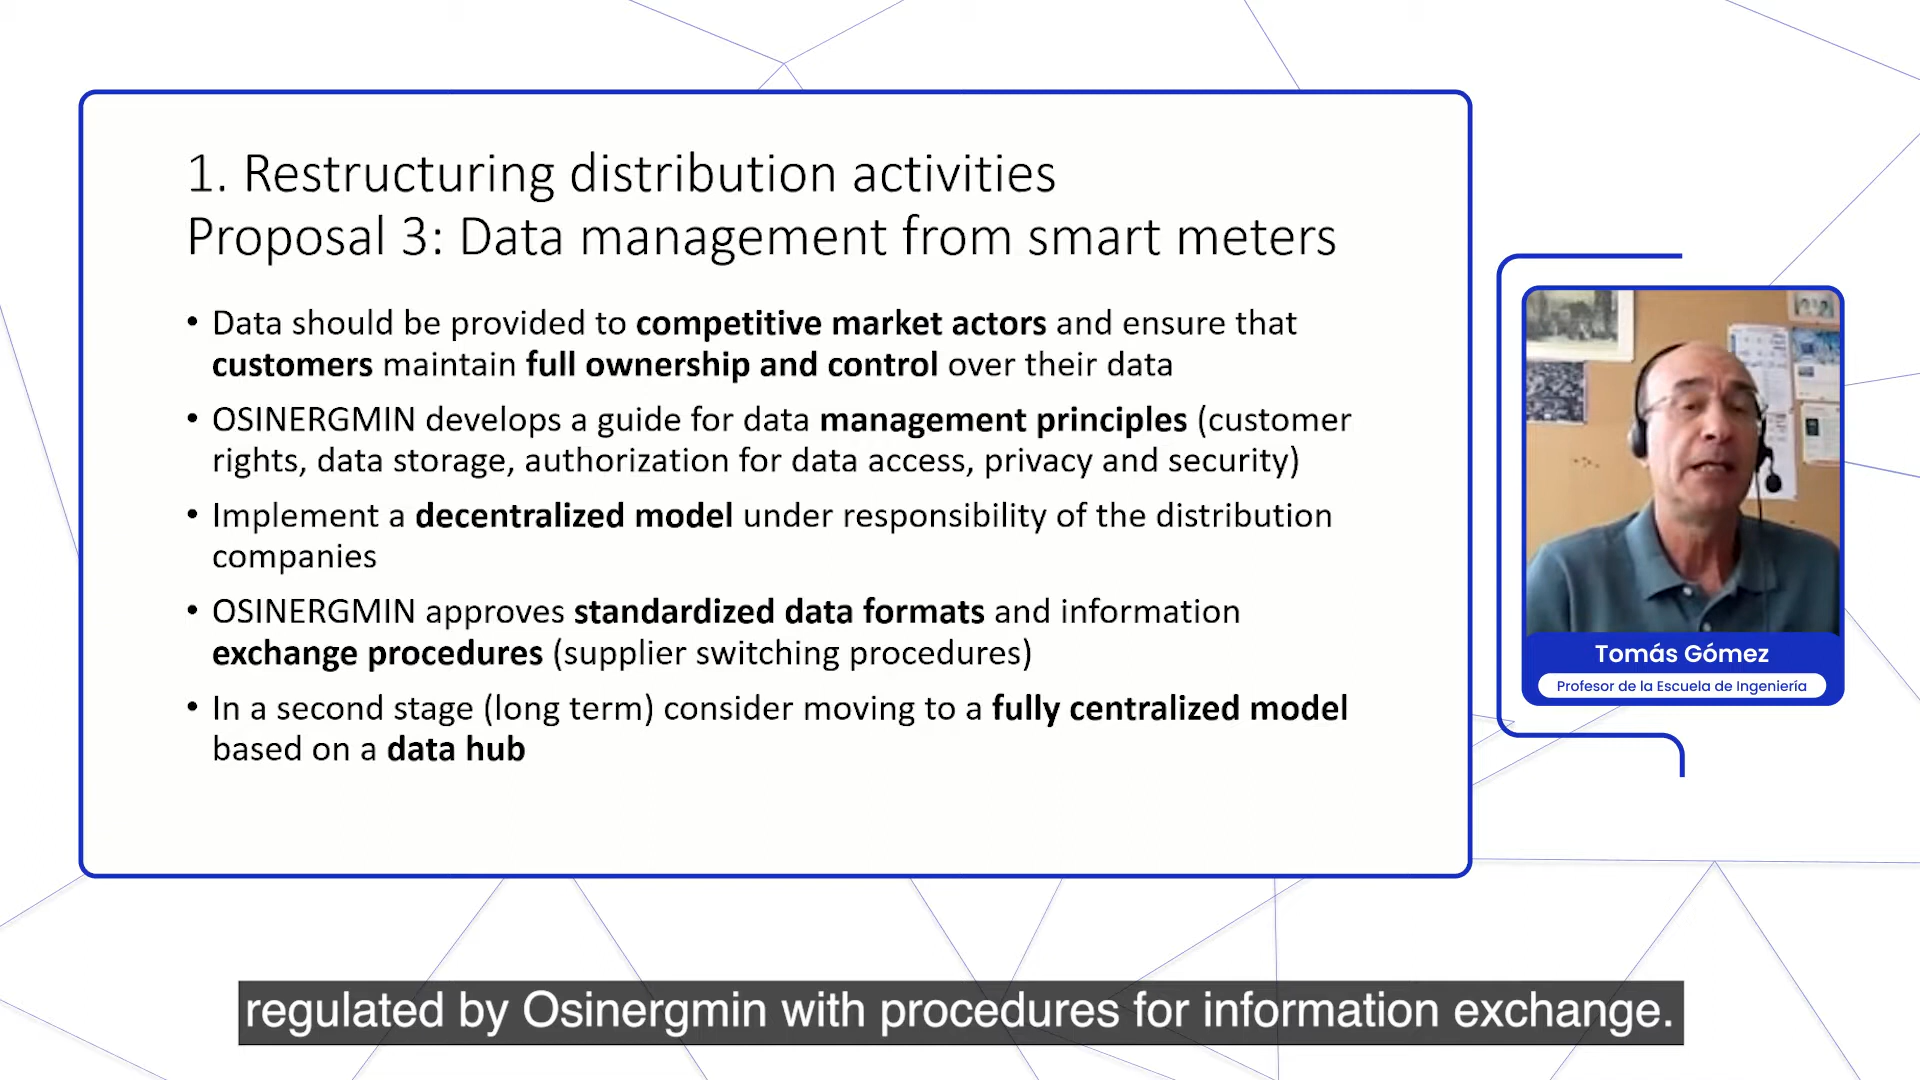 1. Restructuring distribution activities
Proposal 3: Data management from smart meters
• Data should be provided to competitive market actors and ensure that
customers maintain full ownership and control over their data
• OSINERGMIN develops a guide for data management principles (customer
rights, data storage, authorization for data access, privacy and security)
• Implement a decentralized model under responsibility of the distribution
companies
• OSINERGMIN approves standardized data formats and information
exchange procedures (supplier switching procedures)
• In a second stage (long term) consider moving to a fully centralized model
based on a data hub
Tomás Gómez
Profesor de la Escuela de Ingeniería
regulated by Osinergmin with procedures for information exchange.